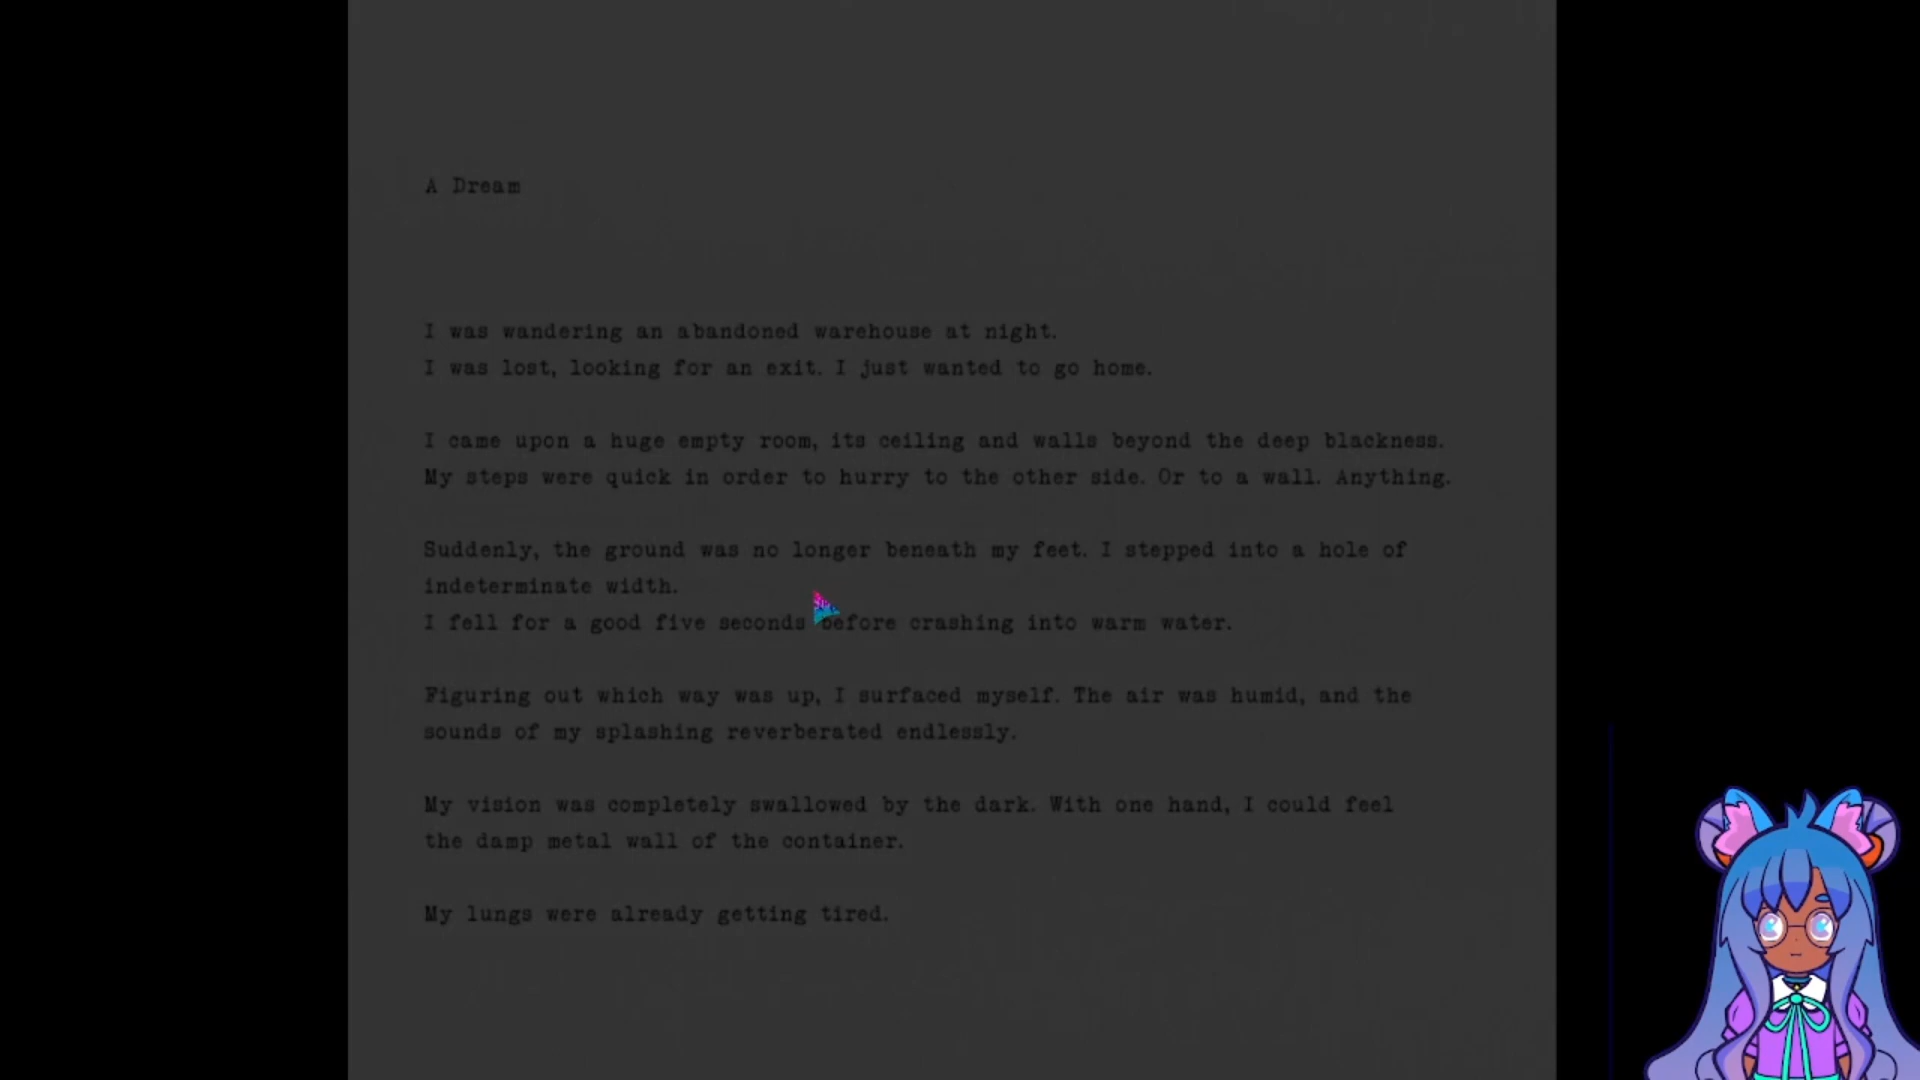 A Dream
I was wandering an abandoned warehouse at night.
I was lost, looking for an exit. I just wanted to go home.
I came upon a huge empty room, its ceiling and walls beyond the deep blackness.
My steps were quick in order to hurry to the other side. Or to a wall. Anything.
Suddenly, the ground was no longer beneath my feet. I stepped into a hole of
indeterminate width.
I fell for a good five seconds before crashing into warm water.
Figuring out which way was up, I surfaced myself. The air was humid, and the
sounds of my splashing reverberated endlessly.
My vision was completely swallowed by the dark. With one hand, I could feel
the damp metal wall of the container.
My lungs were already getting tired.